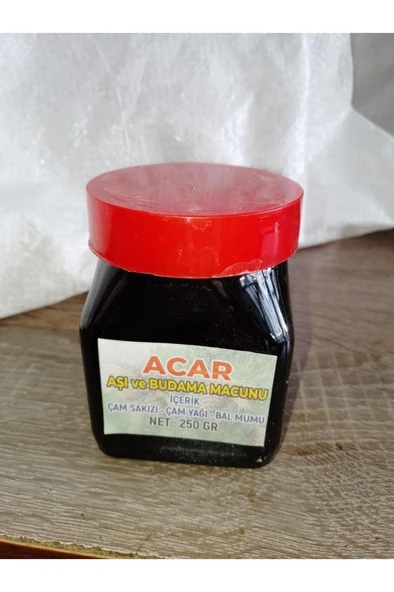 ACAR
AŞI ve BUDAMA MACUNU
İÇERİK:
ÇAM SAKIZI - ÇAM YAĞI - BAL MUMU
NET : 250 GR